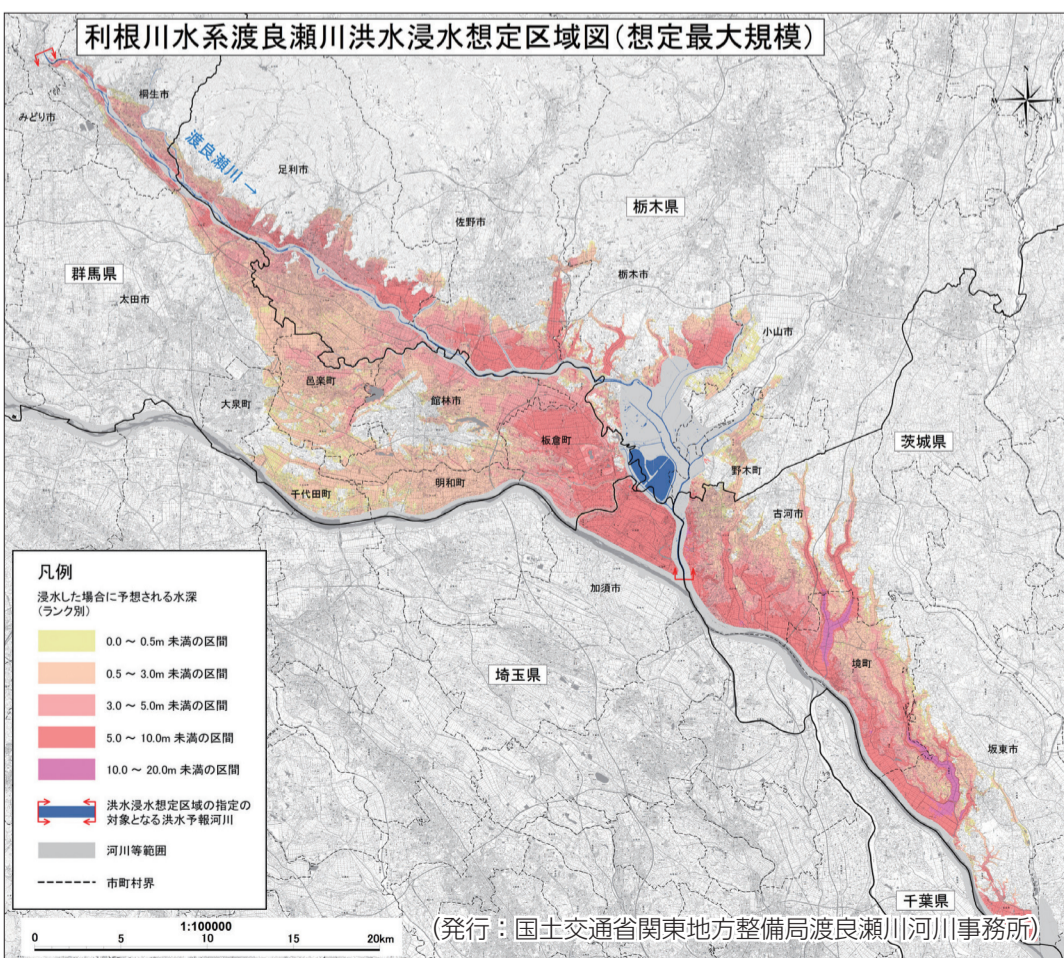 利根川水系渡良瀬川洪水浸水想定区域図(想定最大規模)
N
W
E
S
桐生市
みどり市
渡良瀬川→
足利市
佐野市
栃木県
栃木市
群馬県
太田市
小山市
邑楽町
大泉町
館林市
板倉町
茨城県
野木町
千代田町
明和町
古河市
加須市
埼玉県
境町
坂東市
千葉県
凡例
浸水した場合に予想される水深
(ランク別)
0.0 ~ 0.5m 未満の区間
0.5 ~ 3.0m 未満の区間
3.0 ~ 5.0m 未満の区間
5.0 ~ 10.0m 未満の区間
10.0 ~ 20.0m 未満の区間
洪水浸水想定区域の指定の
対象となる洪水予報河川
河川等範囲
市町村界
1:100000
0 5 10 15 20km
(発行:国土交通省関東地方整備局渡良瀬川河川事務所)